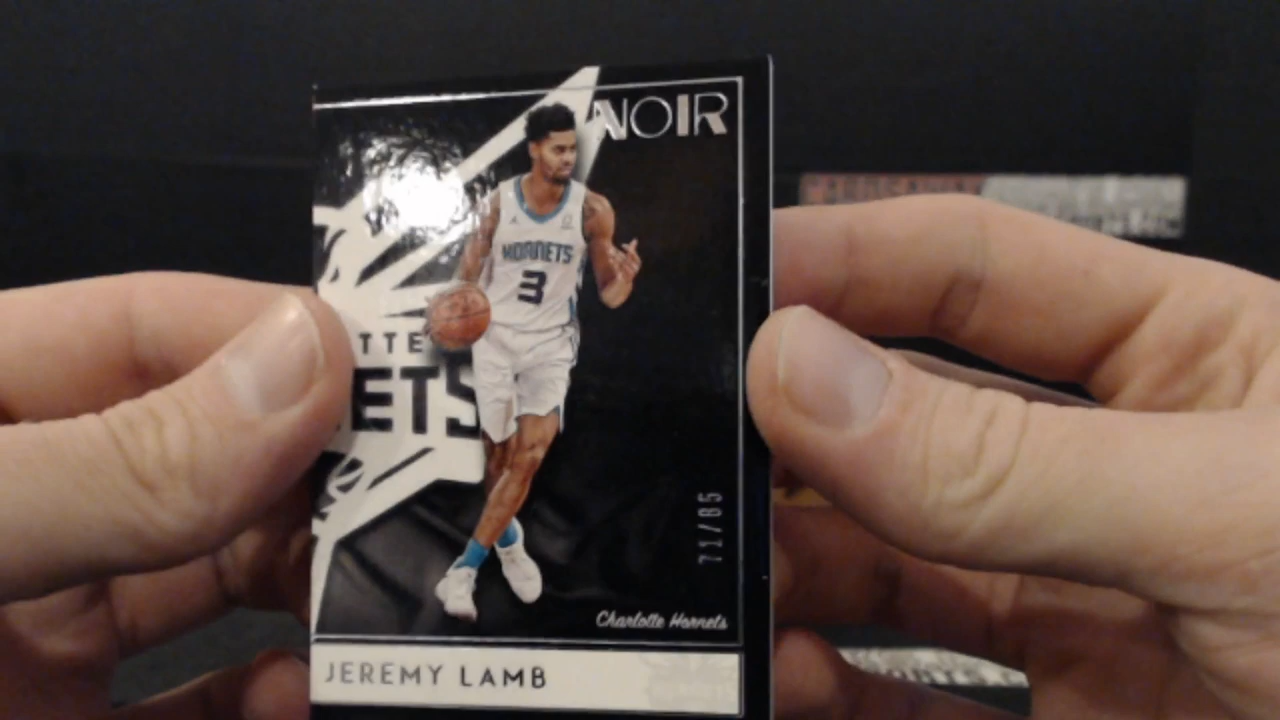 NOIR
HORNETS
3
TTE
ETS
71/85
Charlotte Hornets
JEREMY LAMB